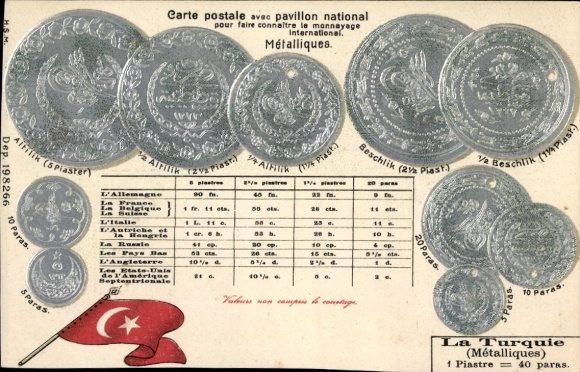 H.S.M.
Dep. 198266
Carte postale avec pavillon national
pour faire connaître le monnayage
international.
Métalliques.
Altilik (5 Piaster)
½ Altilik (2½ Piast.)
¼ Altilik (1¼ Piast.)
Beschlik (2½ Piast.)
½ Beschlik (1¼ Piast.)
10 Paras.
5 Paras.
5 piastres 2½ piastres 1¼ piastres 20 paras
L'Allemagne 90 fn. 45 fn. 22 fn. 9 fn.
La France
La Belgique 1 fr. 11 cts. 55 cts. 28 cts. 11 cts.
La Suisse
L'Italie 1 L. 11 c. 56 c. 11 c.
L'Autriche et
la Hongrie 1 cr. 6 h. 53 h. 26 h. 10 h.
La Russie 41 cp. 20 cp. 10 cp. 4 cp.
Les Pays Bas 53 cts 26 cts. 15 cts. 5½ cts.
L'Angleterre 10½ d. 5¼ d. 2¾ d. 1 d.
Les Etats-Unis
de l'Amérique
Septentrionale 21 c. 10½ c. 5 c. 2 c.
Valeurs non compris le courtage.
20 Paras.
10 Paras.
5 Paras.
La Turquie
(Métalliques)
1 Piastre = 40 paras.